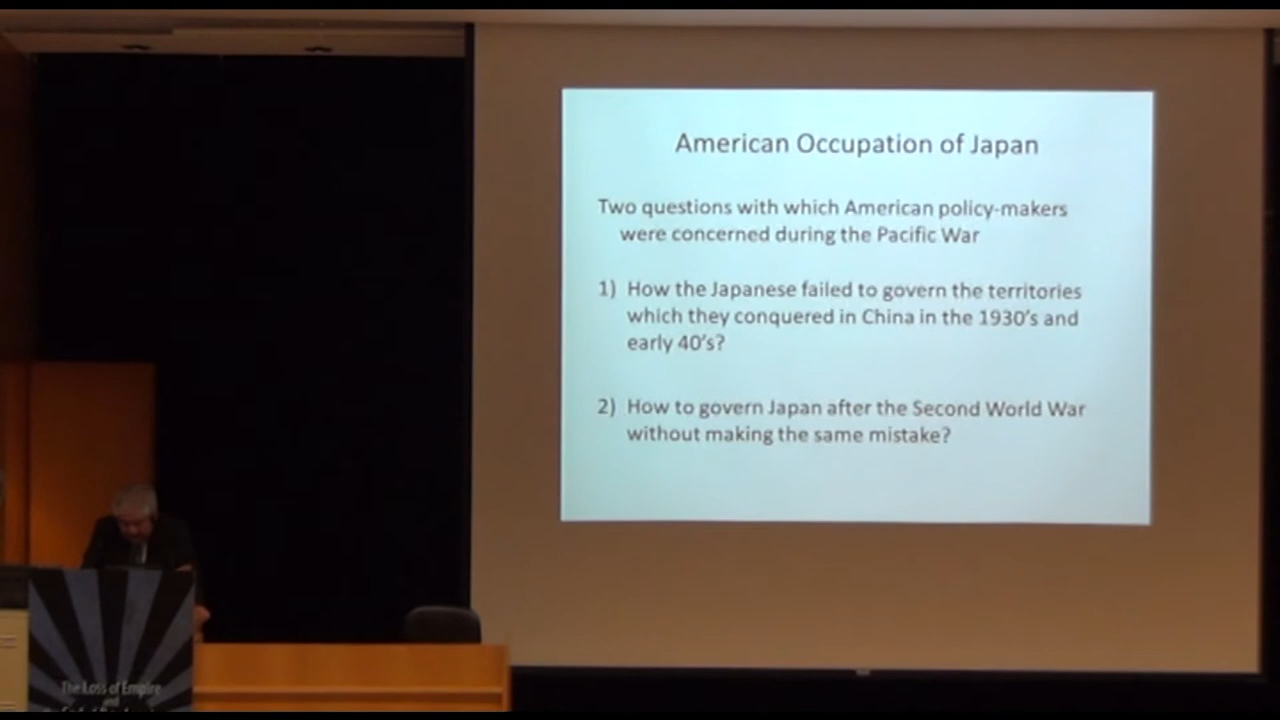 American Occupation of Japan
Two questions with which American policy-makers
were concerned during the Pacific War
1) How the Japanese failed to govern the territories
which they conquered in China in the 1930's and
early 40's?
2) How to govern Japan after the Second World War
without making the same mistake?
The Loss of Empire
and